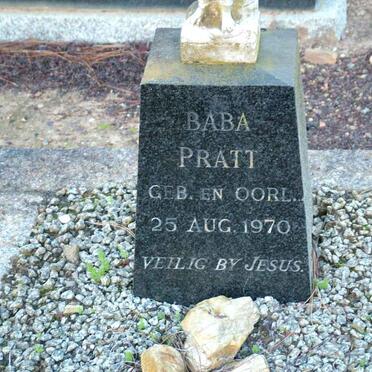 BABA
PRATT
GEB. EN OORL.
25 AUG. 1970
VEILIG BY JESUS.